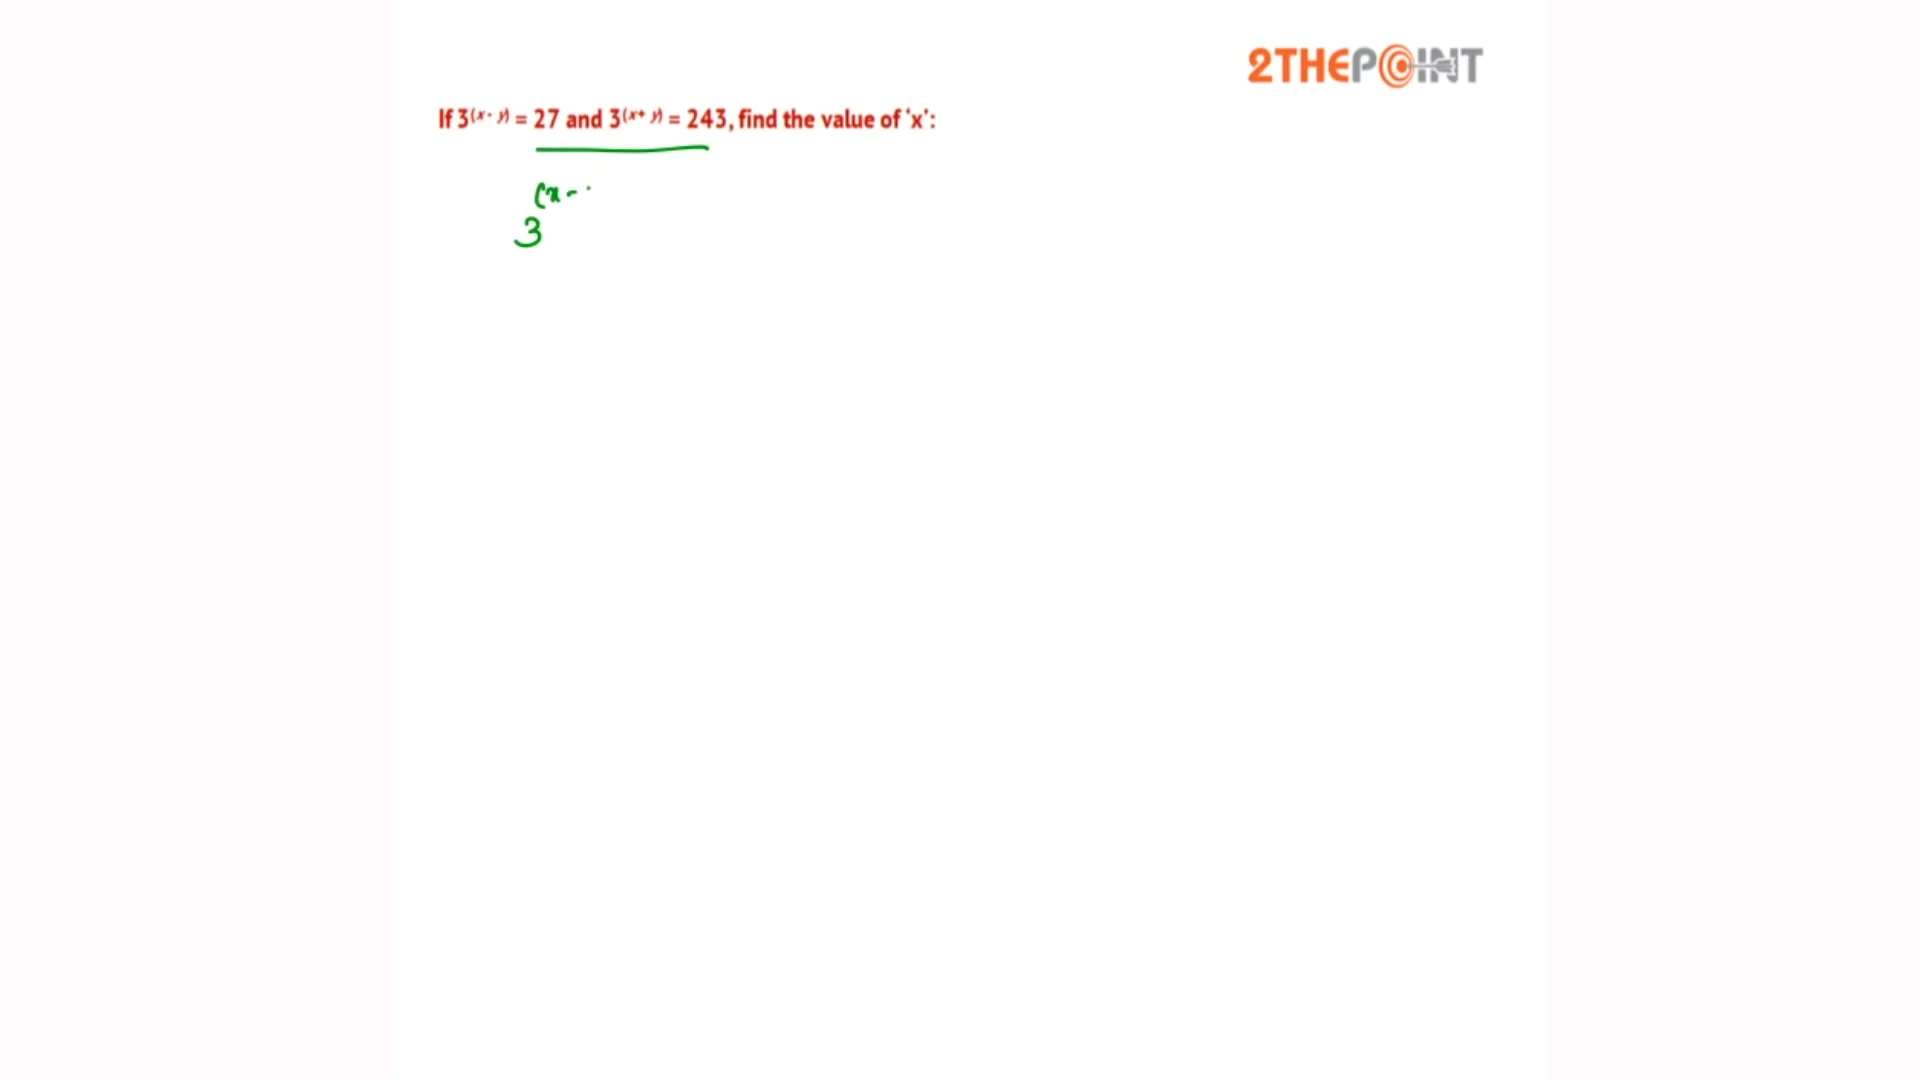 2THEPOINT
If 3^(x - y) = 27 and 3^(x + y) = 243, find the value of ‘x’:
3^(x -